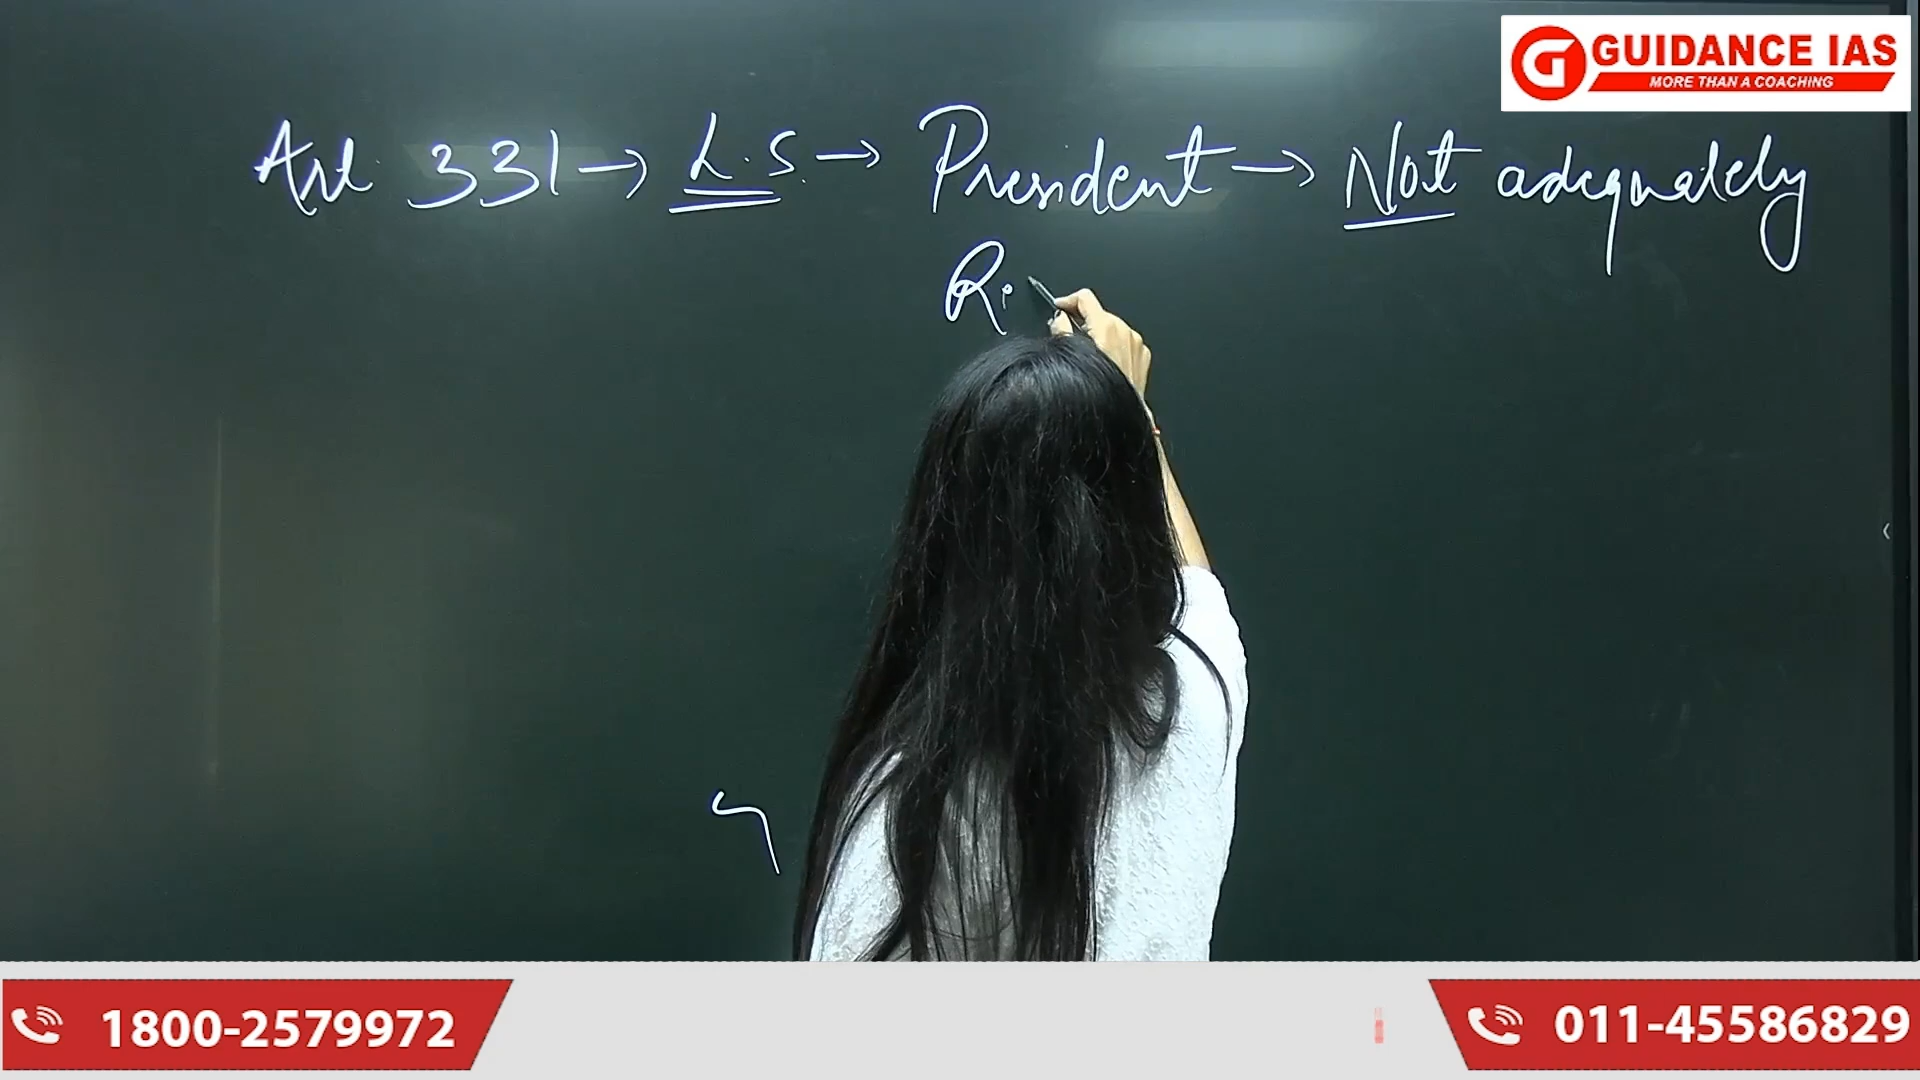 GUIDANCE IAS
MORE THAN A COACHING
Art. 331 → L.S. → President → Not adequately
1800-2579972
011-45586829